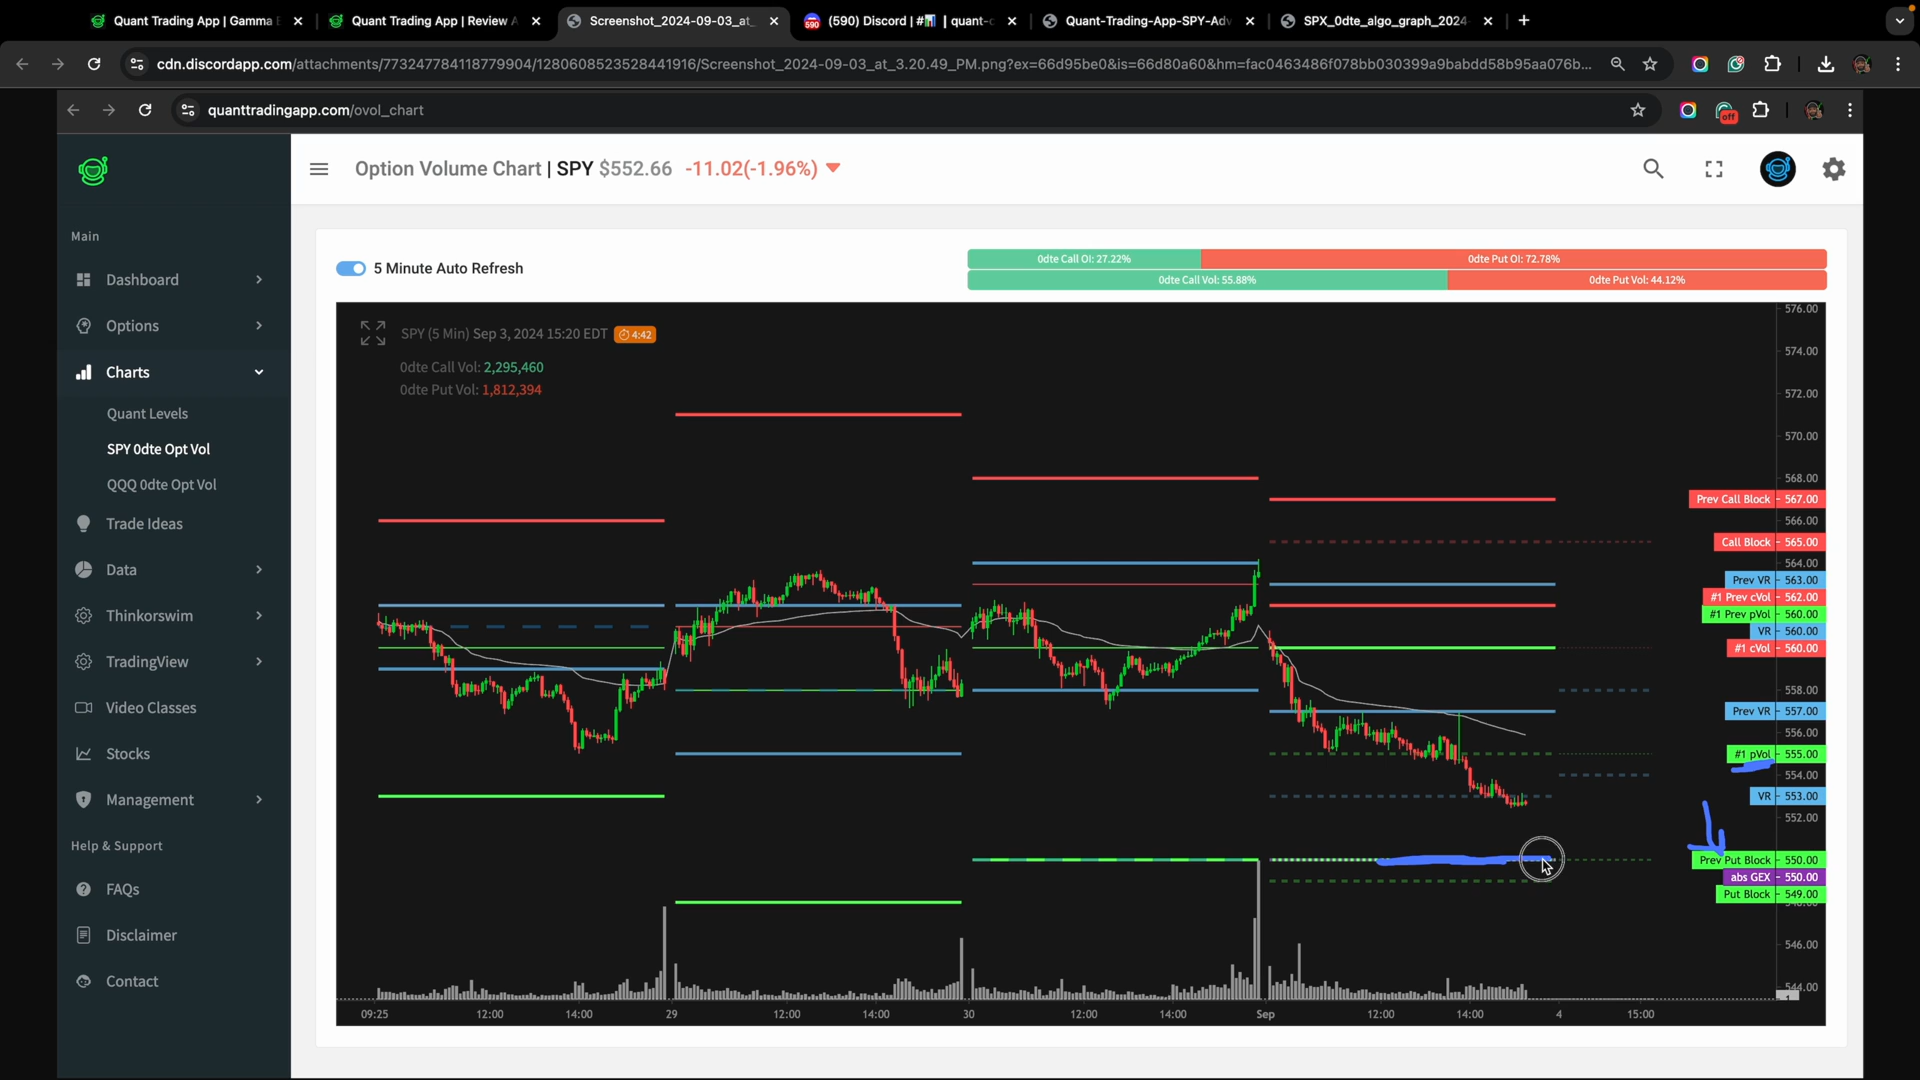 Quant Trading App | Gamma E
Quant Trading App | Review A
Screenshot_2024-09-03_at_
(590) Discord | #📊 | quant-c
Quant-Trading-App-SPY-Adv
SPX_0dte_algo_graph_2024-
cdn.discordapp.com/attachments/773247784118779904/1280608523528441916/Screenshot_2024-09-03_at_3.20.49_PM.png?ex=66d95be0&is=66d80a60&hm=fac0463486f078bb030399a9babdd58b95aa076b...
quanttradingapp.com/ovol_chart
off
Option Volume Chart | SPY $552.66 -11.02(-1.96%)
Main
Dashboard
Options
Charts
Quant Levels
SPY 0dte Opt Vol
QQQ 0dte Opt Vol
Trade Ideas
Data
Thinkorswim
TradingView
Video Classes
Stocks
Management
Help & Support
FAQs
Disclaimer
Contact
5 Minute Auto Refresh
0dte Call OI: 27.22%
0dte Put OI: 72.78%
0dte Call Vol: 55.88%
0dte Put Vol: 44.12%
SPY (5 Min) Sep 3, 2024 15:20 EDT 4:42
0dte Call Vol: 2,295,460
0dte Put Vol: 1,812,394
576.00
574.00
572.00
570.00
568.00
Prev Call Block - 567.00
566.00
Call Block - 565.00
564.00
Prev VR - 563.00
#1 Prev cVol - 562.00
#1 Prev pVol - 560.00
VR - 560.00
#1 cVol - 560.00
558.00
Prev VR - 557.00
556.00
#1 pVol - 555.00
554.00
VR - 553.00
552.00
Prev Put Block - 550.00
abs GEX - 550.00
Put Block - 549.00
546.00
544.00
09:25
12:00
14:00
29
12:00
14:00
30
12:00
14:00
Sep
12:00
14:00
4
15:00